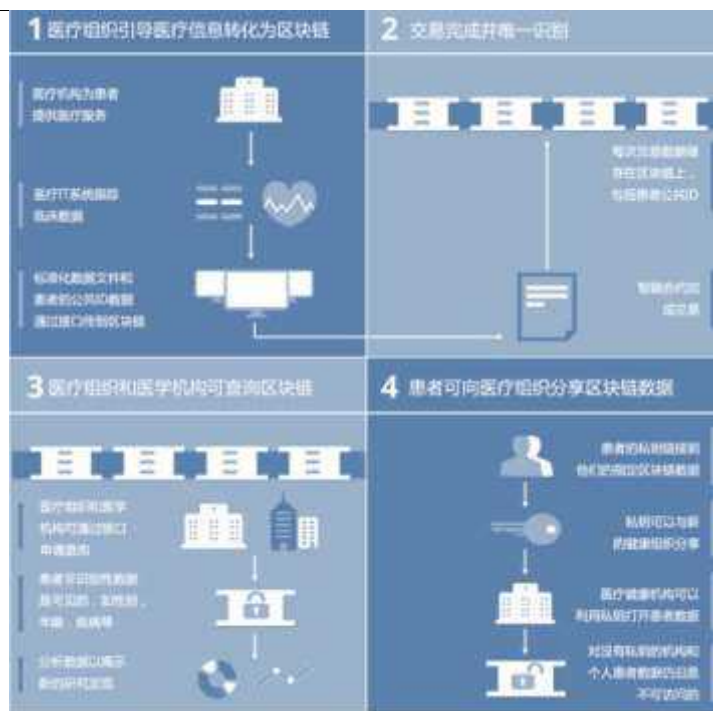 1 医疗组织引导医疗信息转化为区块链
医疗机构为患者
提供医疗服务
医疗IT系统跟踪
临床数据
标准化数据文件和
患者的公共ID数据
通过接口传到区块链
2 交易完成并唯一识别
每次交易都被储
存在区块链上，
包括患者公共ID
智能合约完
成交易
3 医疗组织和医学机构可查询区块链
医疗组织和医学
机构可通过接口
申请查询
患者非识别性数据
是可见的，如性别，
年龄，疾病等
分析数据以揭示
新的研究定位
4 患者可向医疗组织分享区块链数据
患者的私钥链接到
他们的指定区块链数据
私钥可以与新
的健康组织分享
医疗健康机构可以
利用私钥打开患者数据
对没有私钥的机构和
个人患者数据仍旧是
不可访问的